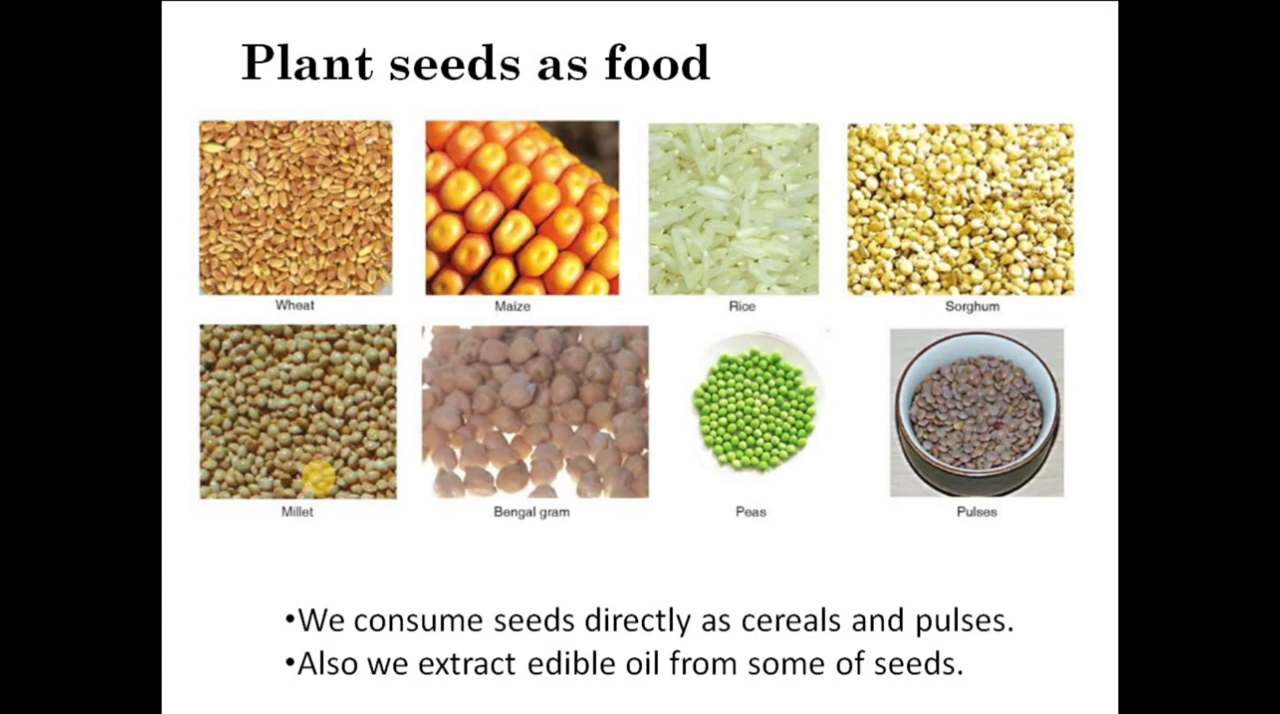 Plant seeds as food
Wheat
Maize
Rice
Sorghum
Millet
Bengal gram
Peas
Pulses
•We consume seeds directly as cereals and pulses.
•Also we extract edible oil from some of seeds.